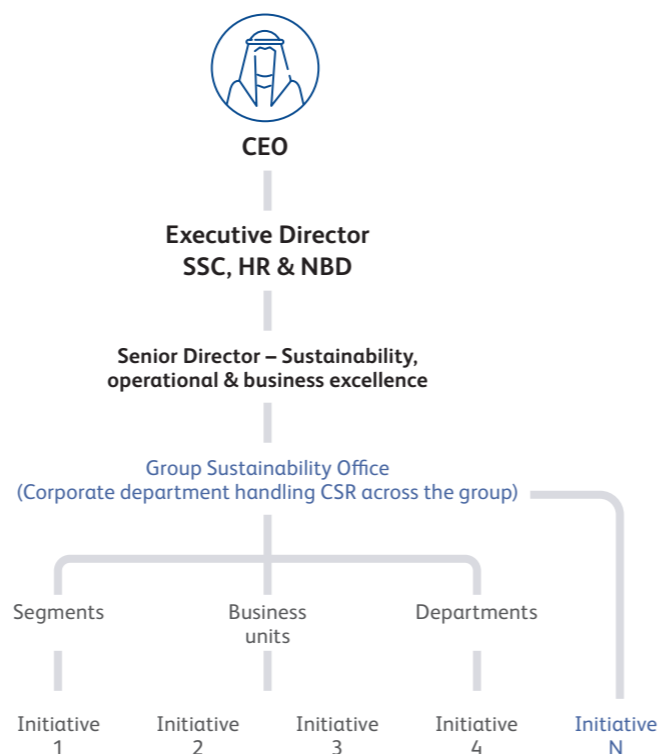 CEO
Executive Director
SSC, HR & NBD
Senior Director – Sustainability,
operational & business excellence
Group Sustainability Office
(Corporate department handling CSR across the group)
Segments
Business
units
Departments
Initiative
1
Initiative
2
Initiative
3
Initiative
4
Initiative
N